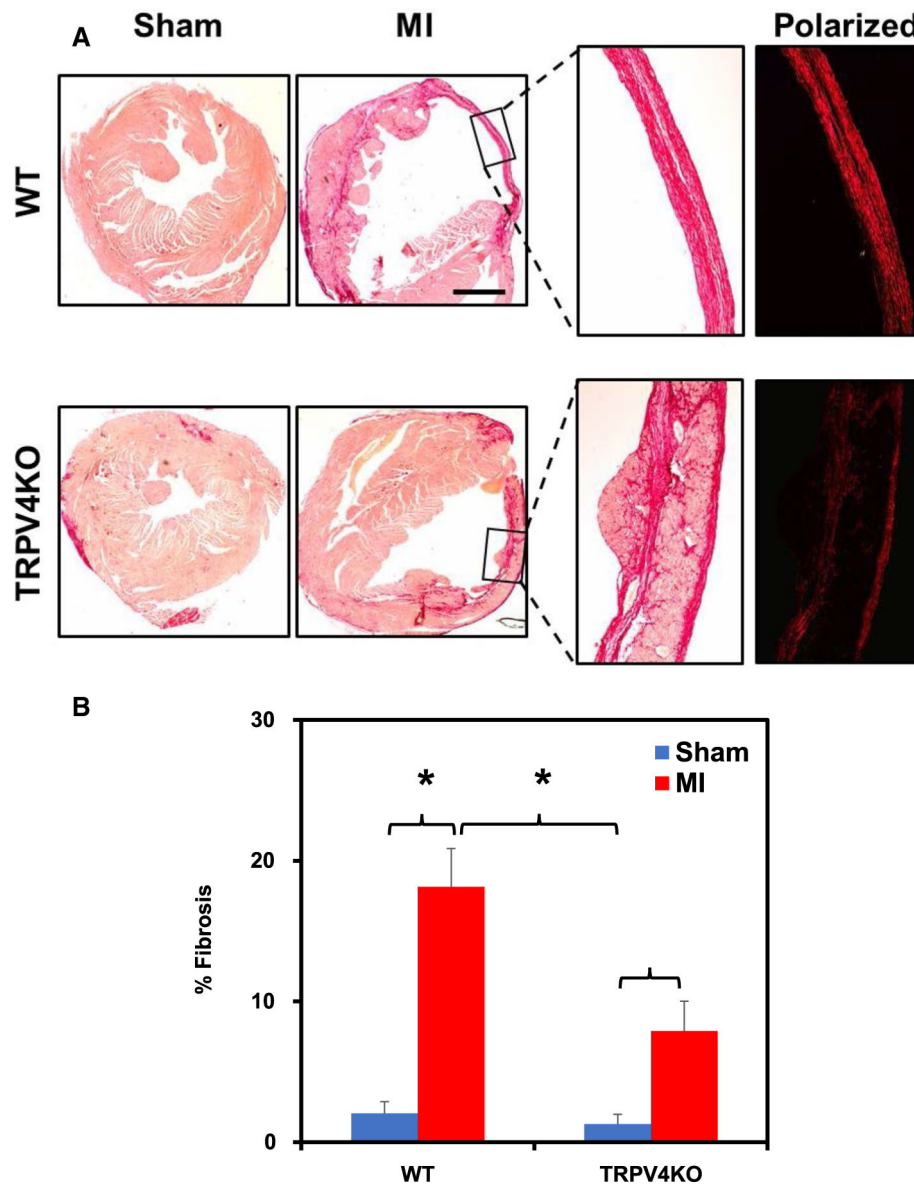 A
Sham
MI
Polarized
WT
TRPV4KO
B
30
20
10
0
% Fibrosis
* *
Sham
MI
WT
TRPV4KO